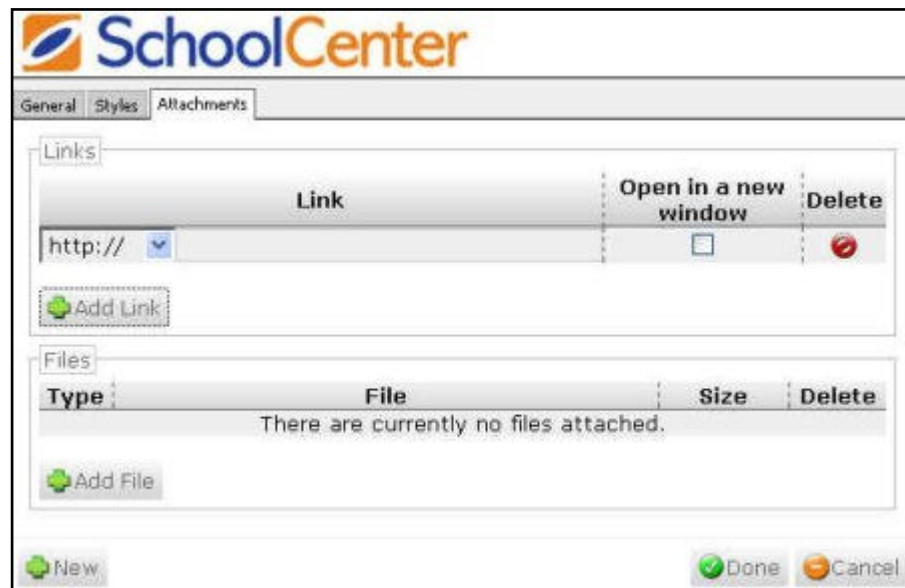 SchoolCenter
General Styles Attachments
Links
Link Open in a new window Delete
http://
Add Link
Files
Type File Size Delete
There are currently no files attached.
Add File
New Done Cancel